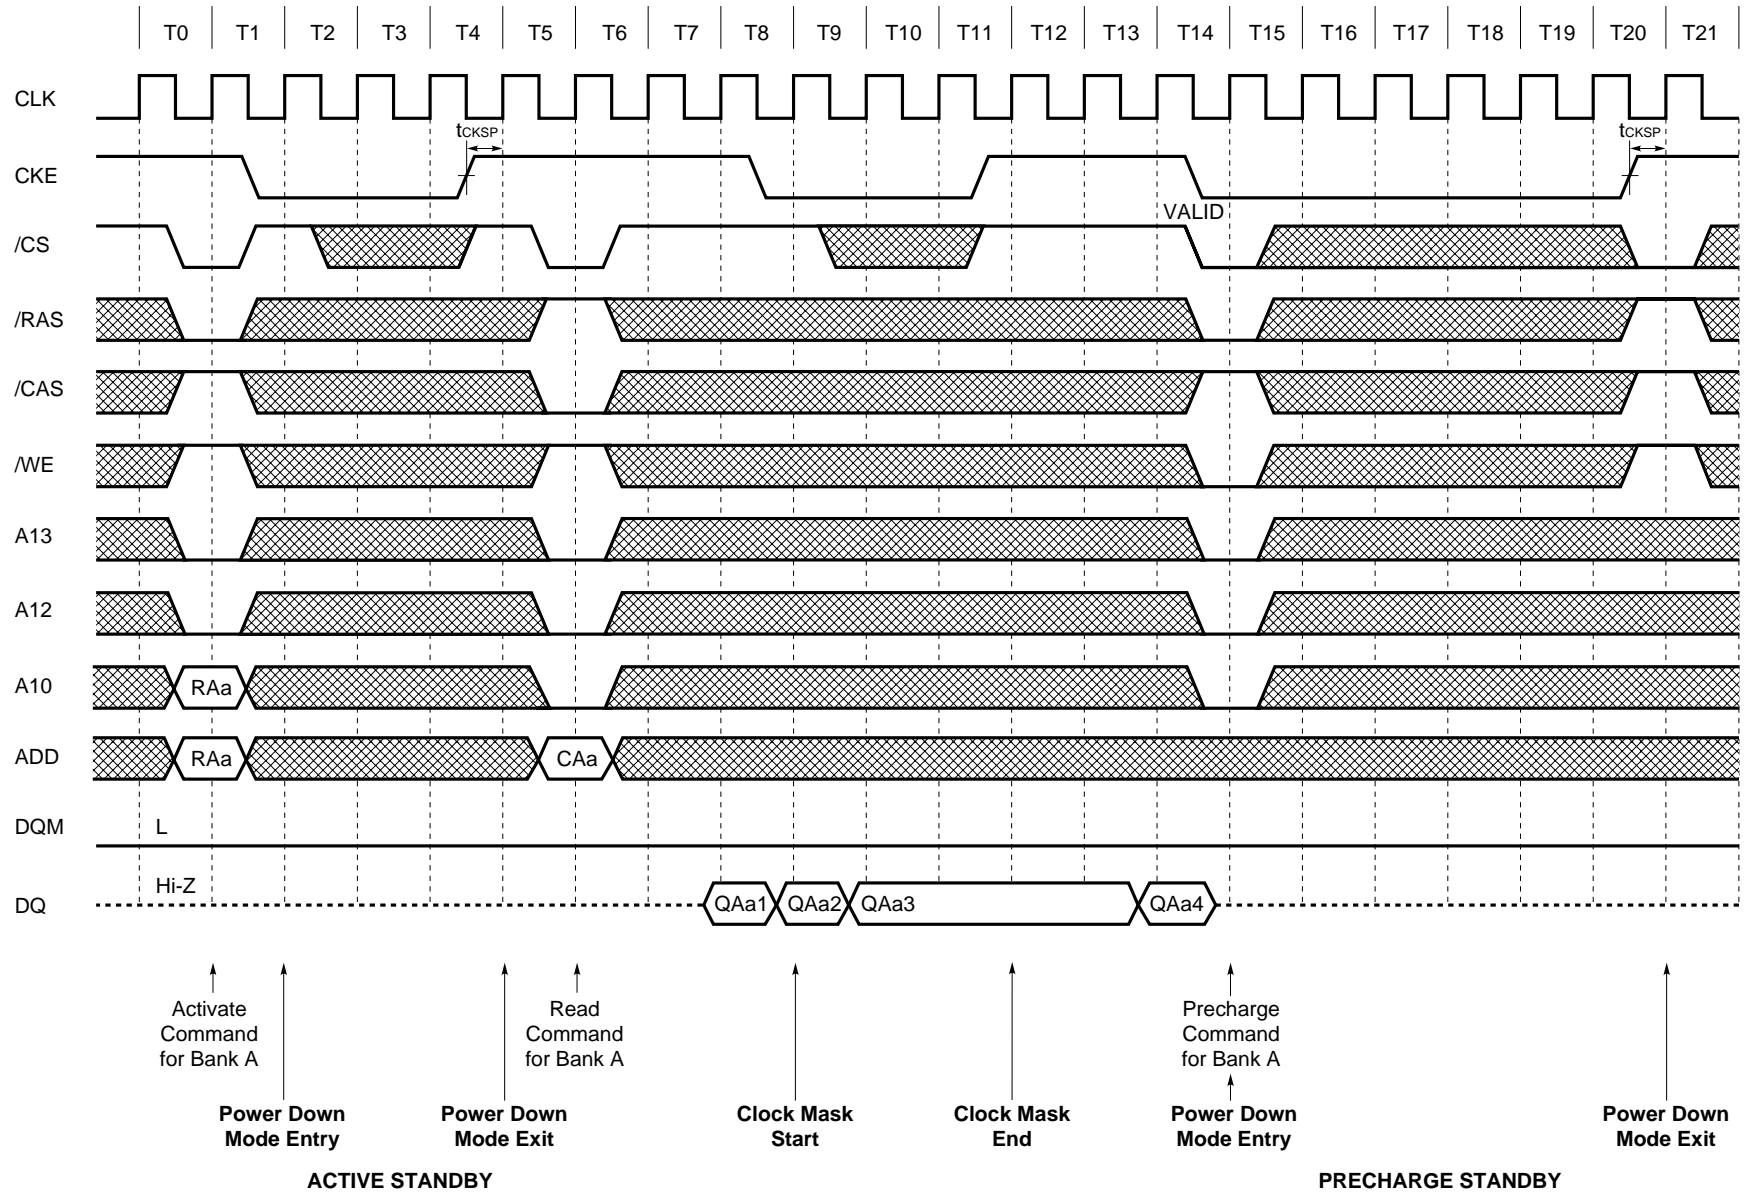 T0 T1 T2 T3 T4 T5 T6 T7 T8 T9 T10 T11 T12 T13 T14 T15 T16 T17 T18 T19 T20 T21
CLK
tCKSP tCKSP
CKE
VALID
/CS
/RAS
/CAS
/WE
A13
A12
A10 RAa
ADD RAa CAa
DQM L
Hi-Z
DQ QAa1 QAa2 QAa3 QAa4
Activate
Command
for Bank A
Read
Command
for Bank A
Precharge
Command
for Bank A
Power Down
Mode Entry
Power Down
Mode Exit
Clock Mask
Start
Clock Mask
End
Power Down
Mode Entry
Power Down
Mode Exit
ACTIVE STANDBY
PRECHARGE STANDBY